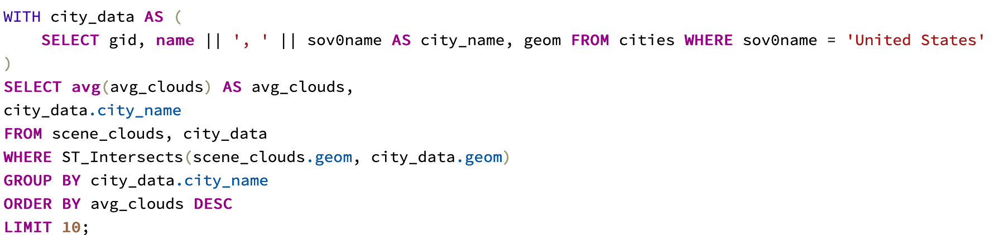 WITH city_data AS (
    SELECT gid, name || ', ' || sov0name AS city_name, geom FROM cities WHERE sov0name = 'United States'
)
SELECT avg(avg_clouds) AS avg_clouds,
city_data.city_name
FROM scene_clouds, city_data
WHERE ST_Intersects(scene_clouds.geom, city_data.geom)
GROUP BY city_data.city_name
ORDER BY avg_clouds DESC
LIMIT 10;